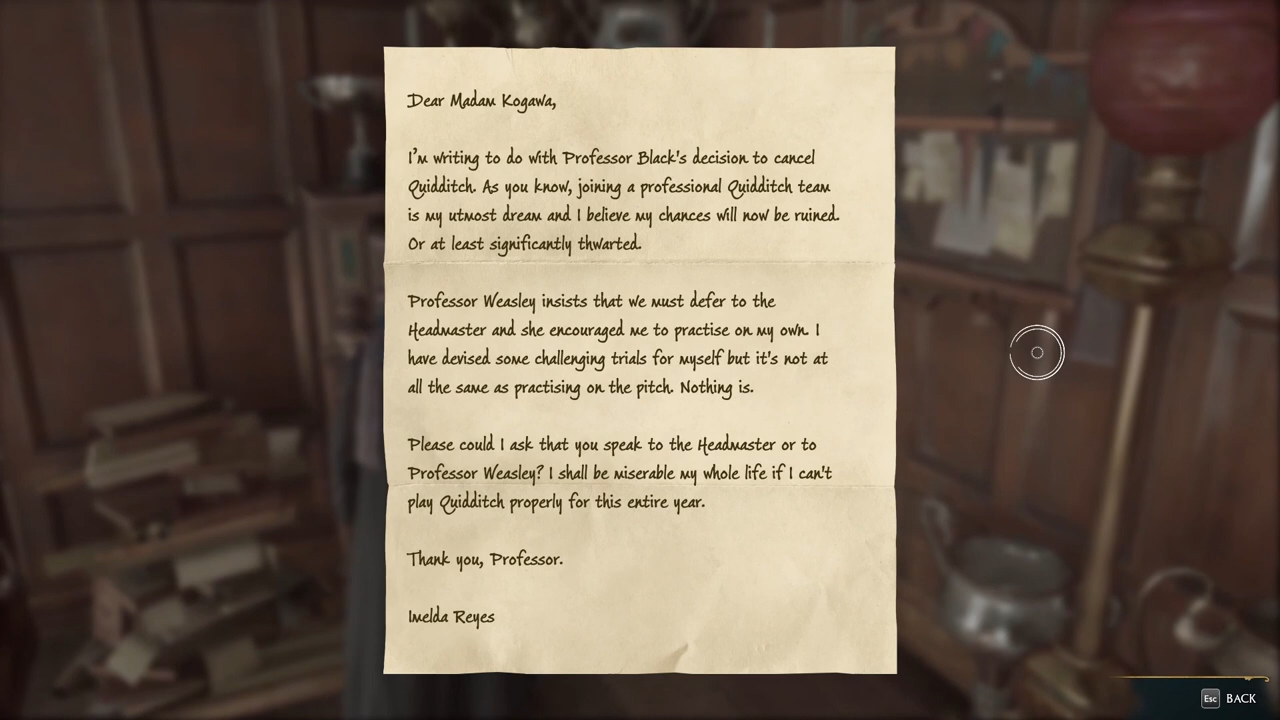 Dear Madam Kogawa,
I'm writing to do with Professor Black's decision to cancel
Quidditch. As you know, joining a professional Quidditch team
is my utmost dream and I believe my chances will now be ruined.
Or at least significantly thwarted.
Professor Weasley insists that we must defer to the
Headmaster and she encouraged me to practise on my own. I
have devised some challenging trials for myself but it's not at
all the same as practising on the pitch. Nothing is.
Please could I ask that you speak to the Headmaster or to
Professor Weasley? I shall be miserable my whole life if I can't
play Quidditch properly for this entire year.
Thank you, Professor.
Imelda Reyes
Esc BACK